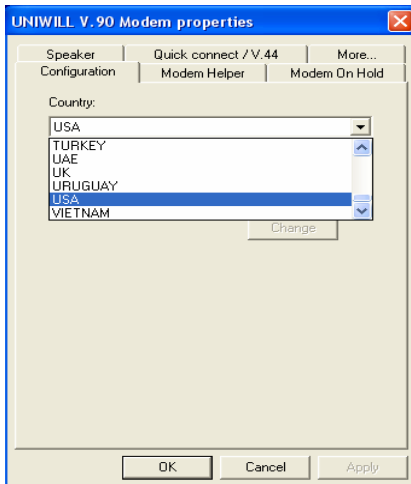 UNIWILL V.90 Modem properties
Speaker Quick connect / V.44 More...
Configuration Modem Helper Modem On Hold
Country:
USA
TURKEY
UAE
UK
URUGUAY
USA
VIETNAM
Change
OK Cancel Apply